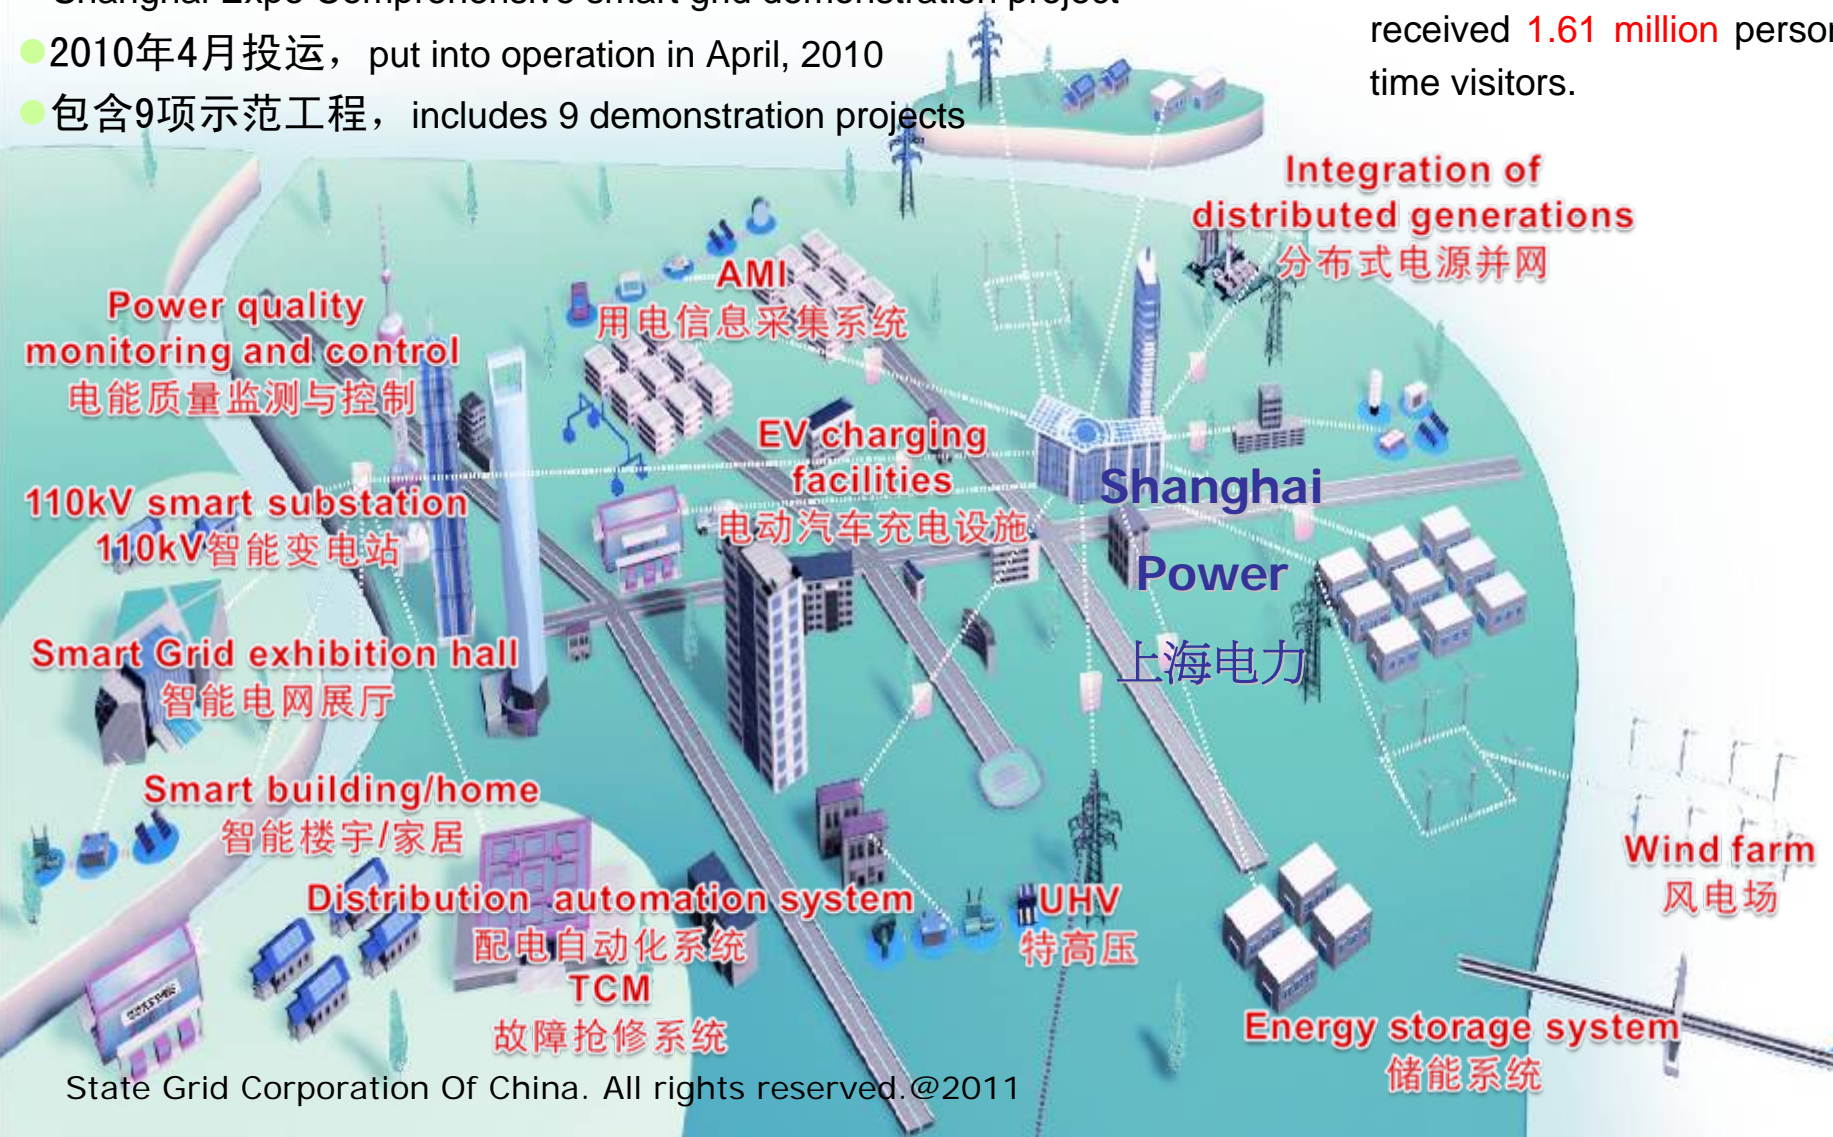 Shanghai Expo Comprehensive smart grid demonstration project
2010年4月投运，put into operation in April, 2010
包含9项示范工程，includes 9 demonstration projects
received 1.61 million person
time visitors.
Integration of
distributed generations
分布式电源并网
AMI
用电信息采集系统
Power quality
monitoring and control
电能质量监测与控制
EV charging
facilities
电动汽车充电设施
Shanghai
Power
上海电力
110kV smart substation
110kV智能变电站
Smart Grid exhibition hall
智能电网展厅
Smart building/home
智能楼宇/家居
Distribution automation system
配电自动化系统
TCM
故障抢修系统
UHV
特高压
Wind farm
风电场
Energy storage system
储能系统
State Grid Corporation Of China. All rights reserved.@2011